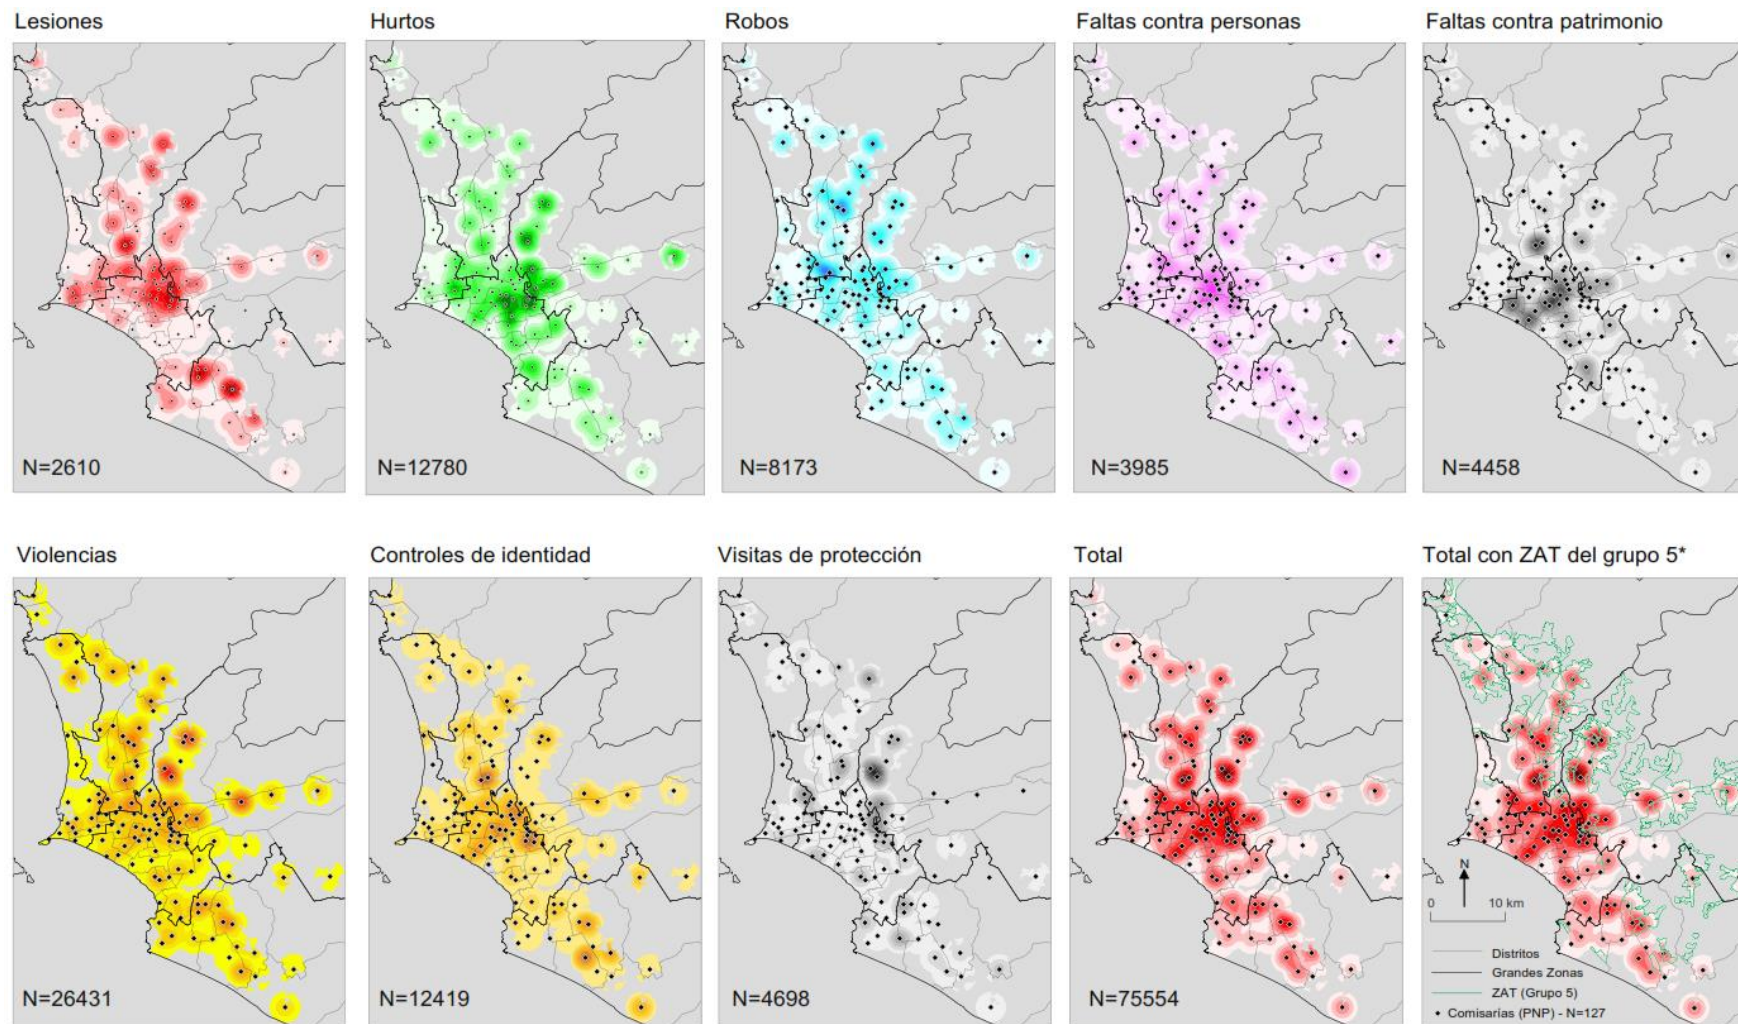 Lesiones
Hurtos
Robos
Faltas contra personas
Faltas contra patrimonio
N=2610
N=12780
N=8173
N=3985
N=4458
Violencias
Controles de identidad
Visitas de protección
Total
Total con ZAT del grupo 5*
N=26431
N=12419
N=4698
N=75554
N
0 10 km
Distritos
Grandes Zonas
ZAT (Grupo 5)
Comisarías (PNP) - N=127